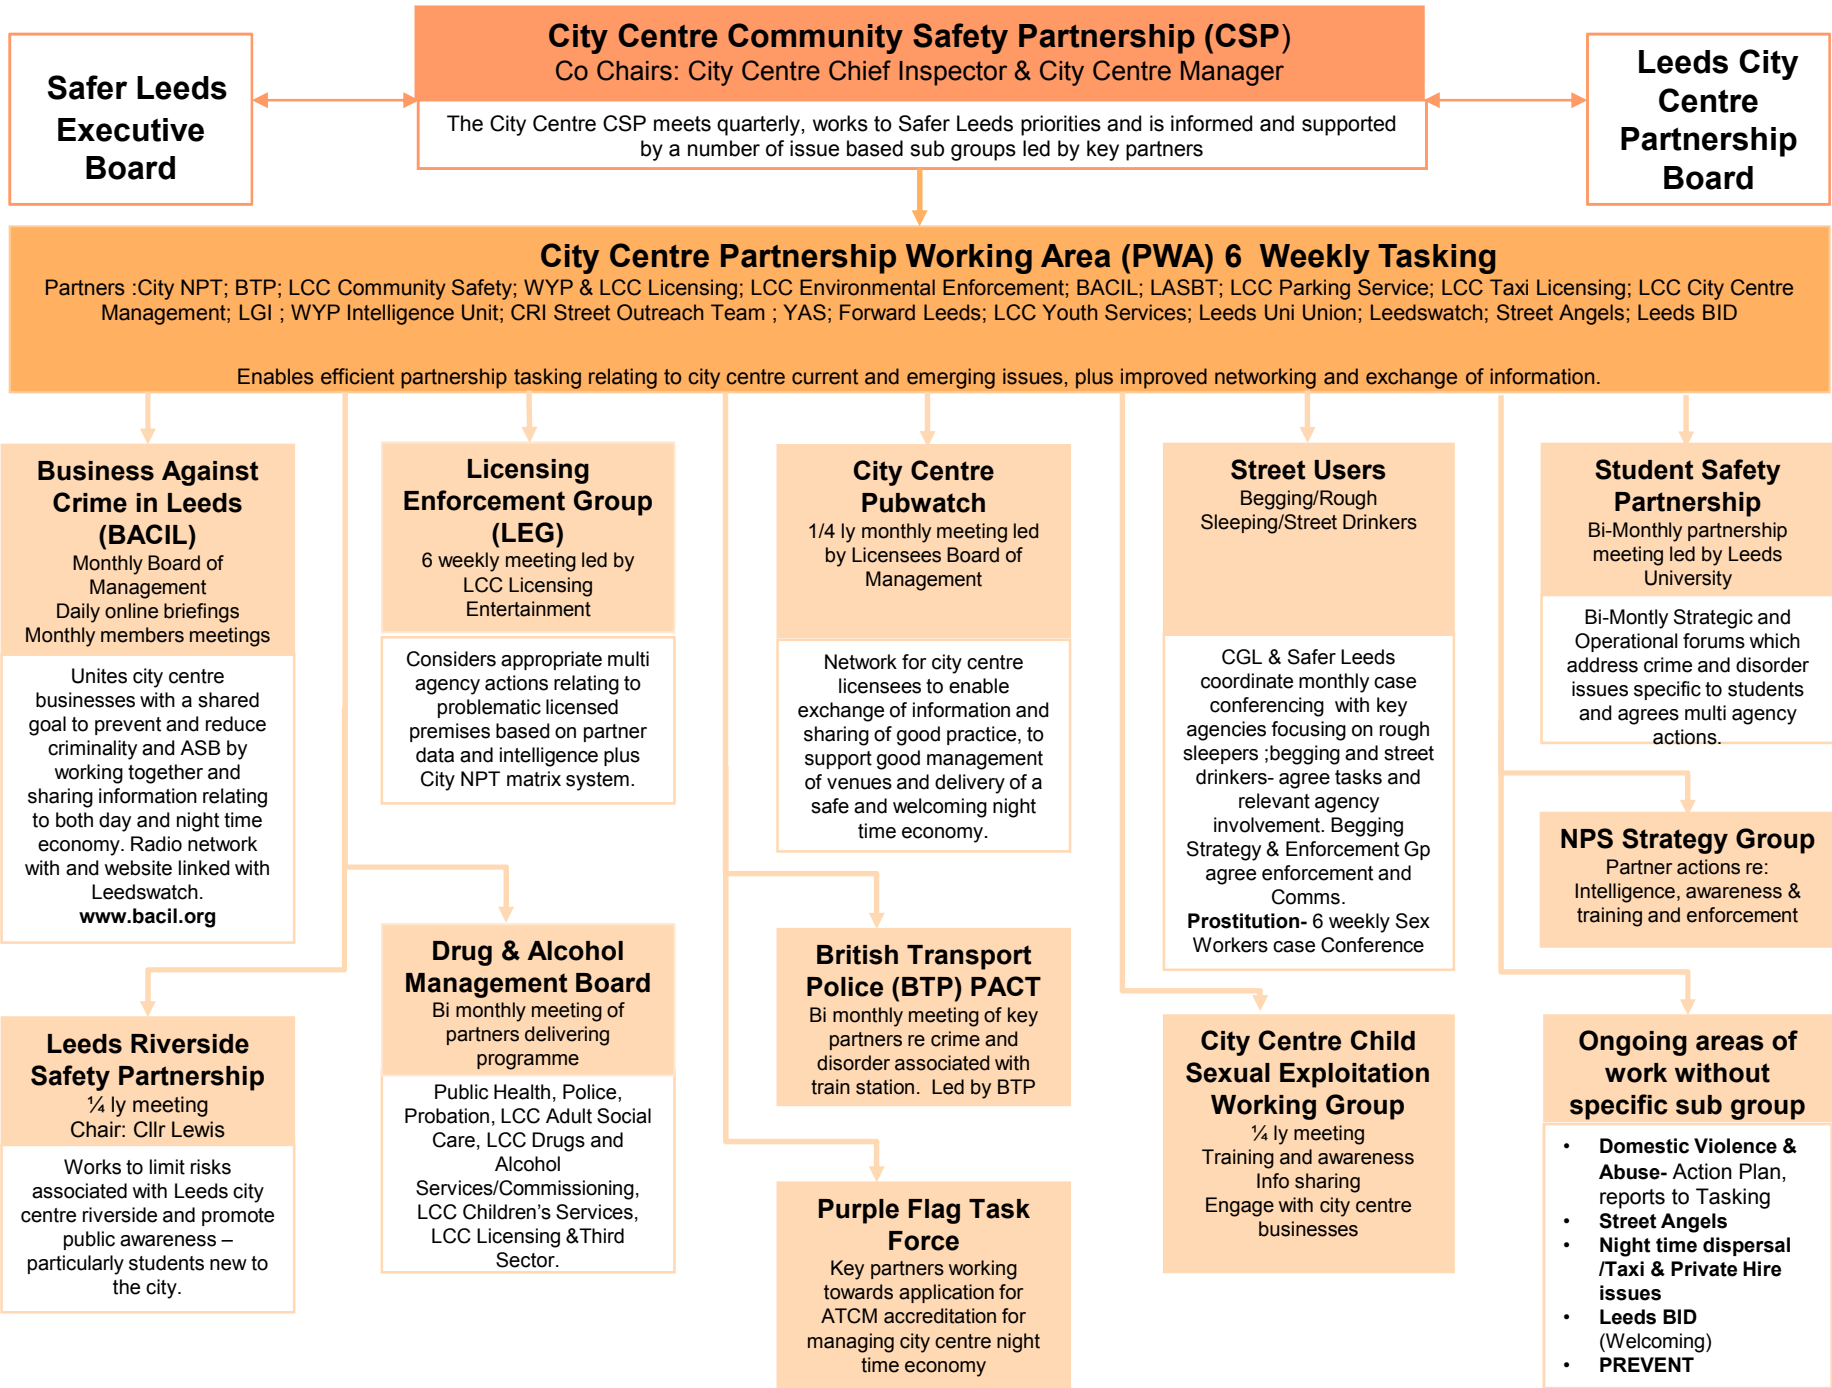 City Centre Community Safety Partnership (CSP)
Co Chairs: City Centre Chief Inspector & City Centre Manager
The City Centre CSP meets quarterly, works to Safer Leeds priorities and is informed and supported
by a number of issue based sub groups led by key partners
Safer Leeds
Executive
Board
Leeds City
Centre
Partnership
Board
City Centre Partnership Working Area (PWA) 6 Weekly Tasking
Partners :City NPT; BTP; LCC Community Safety; WYP & LCC Licensing; LCC Environmental Enforcement; BACIL; LASBT; LCC Parking Service; LCC Taxi Licensing; LCC City Centre
Management; LGI ; WYP Intelligence Unit; CRI Street Outreach Team ; YAS; Forward Leeds; LCC Youth Services; Leeds Uni Union; Leedswatch; Street Angels; Leeds BID
Enables efficient partnership tasking relating to city centre current and emerging issues, plus improved networking and exchange of information.
Business Against
Crime in Leeds
(BACIL)
Monthly Board of
Management
Daily online briefings
Monthly members meetings
Unites city centre
businesses with a shared
goal to prevent and reduce
criminality and ASB by
working together and
sharing information relating
to both day and night time
economy. Radio network
with and website linked with
Leedswatch.
www.bacil.org
Licensing
Enforcement Group
(LEG)
6 weekly meeting led by
LCC Licensing
Entertainment
Considers appropriate multi
agency actions relating to
problematic licensed
premises based on partner
data and intelligence plus
City NPT matrix system.
City Centre
Pubwatch
1/4 ly monthly meeting led
by Licensees Board of
Management
Network for city centre
licensees to enable
exchange of information and
sharing of good practice, to
support good management
of venues and delivery of a
safe and welcoming night
time economy.
Street Users
Begging/Rough
Sleeping/Street Drinkers
CGL & Safer Leeds
coordinate monthly case
conferencing with key
agencies focusing on rough
sleepers ;begging and street
drinkers- agree tasks and
relevant agency
involvement. Begging
Strategy & Enforcement Gp
agree enforcement and
Comms.
Prostitution- 6 weekly Sex
Workers case Conference
Student Safety
Partnership
Bi-Monthly partnership
meeting led by Leeds
University
Bi-Montly Strategic and
Operational forums which
address crime and disorder
issues specific to students
and agrees multi agency
actions.
NPS Strategy Group
Partner actions re:
Intelligence, awareness &
training and enforcement
Leeds Riverside
Safety Partnership
¼ ly meeting
Chair: Cllr Lewis
Works to limit risks
associated with Leeds city
centre riverside and promote
public awareness –
particularly students new to
the city.
Drug & Alcohol
Management Board
Bi monthly meeting of
partners delivering
programme
Public Health, Police,
Probation, LCC Adult Social
Care, LCC Drugs and
Alcohol
Services/Commissioning,
LCC Children's Services,
LCC Licensing &Third
Sector.
British Transport
Police (BTP) PACT
Bi monthly meeting of key
partners re crime and
disorder associated with
train station. Led by BTP
Purple Flag Task
Force
Key partners working
towards application for
ATCM accreditation for
managing city centre night
time economy
City Centre Child
Sexual Exploitation
Working Group
¼ ly meeting
Training and awareness
Info sharing
Engage with city centre
businesses
Ongoing areas of
work without
specific sub group
• Domestic Violence &
Abuse- Action Plan,
reports to Tasking
• Street Angels
• Night time dispersal
/Taxi & Private Hire
issues
• Leeds BID
(Welcoming)
• PREVENT